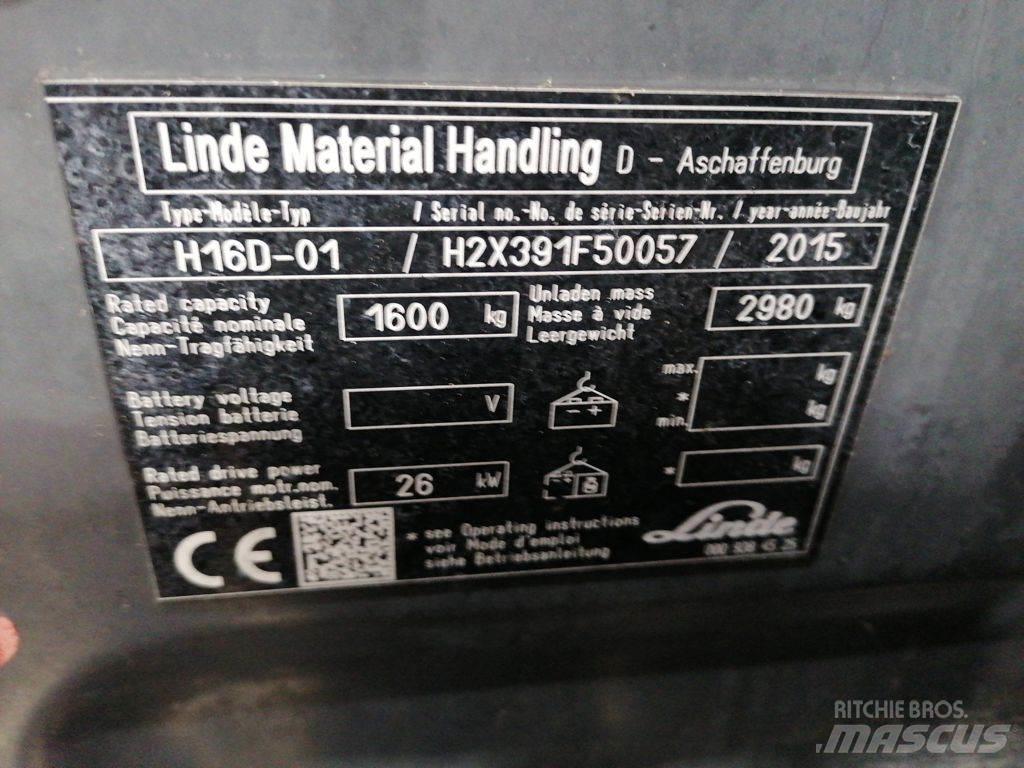 Linde Material Handling D - Aschaffenburg
Type-Modèle-Typ / Serial no.-No. de série-Serien-Nr. / year-année-Baujahr
H16D-01 / H2X391F50057 / 2015
Rated capacity
Capacité nominale
Nenn-Tragfähigkeit
1600 kg
Unladen mass
Masse à vide
Leergewicht
2980 kg
Battery voltage
Tension batterie
Batteriespannung
V
- +
max. kg
*
min. kg
Rated drive power
Puissance motr.nom.
Nenn-Antriebsleist.
26 kW
- +
* kg
CE
* see Operating instructions
voir Mode d'emploi
siehe Betriebsanleitung
Linde
RITCHIE BROS.
MASCUS